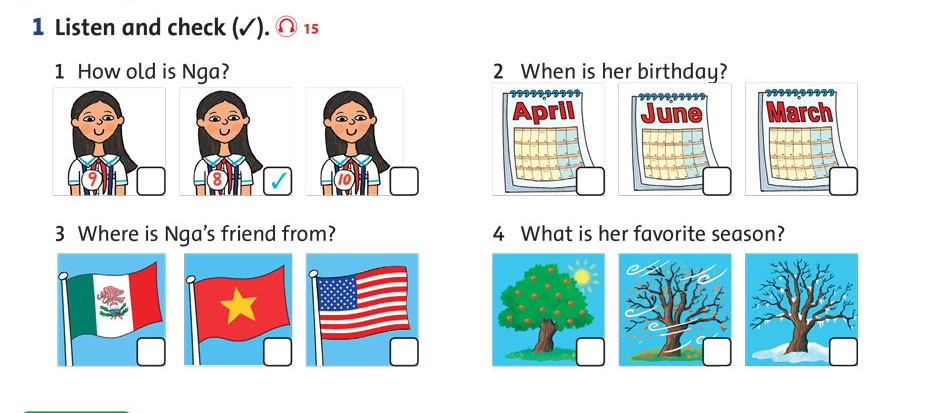 1 Listen and check (✓). 15
1 How old is Nga?
9 8 ✓ 10
2 When is her birthday?
April June March
3 Where is Nga's friend from?
4 What is her favorite season?